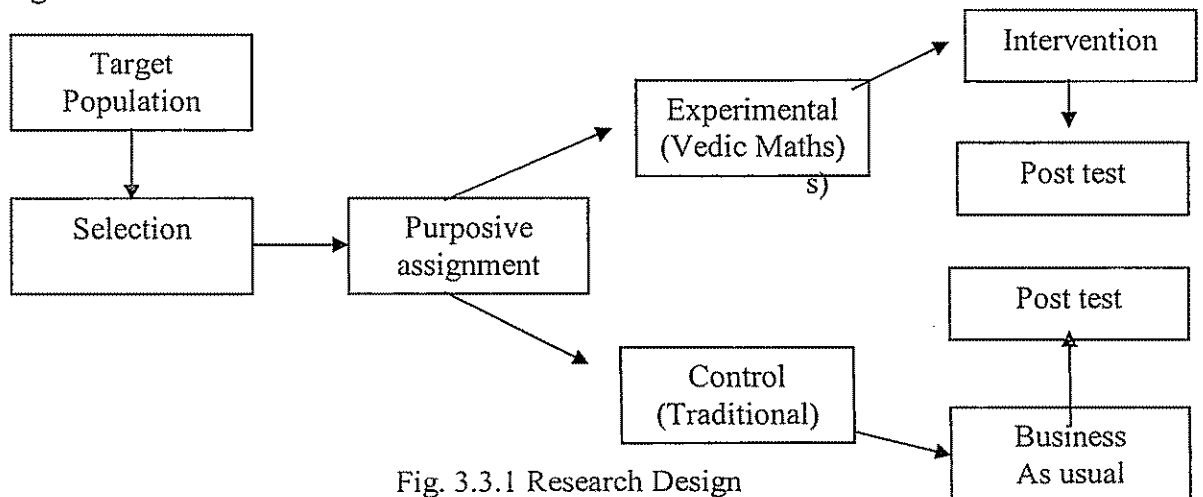 Target
Population
Selection
Purposive
assignment
Experimental
(Vedic Maths)
s)
Intervention
Post test
Control
(Traditional)
Business
As usual
Post test
Fig. 3.3.1 Research Design